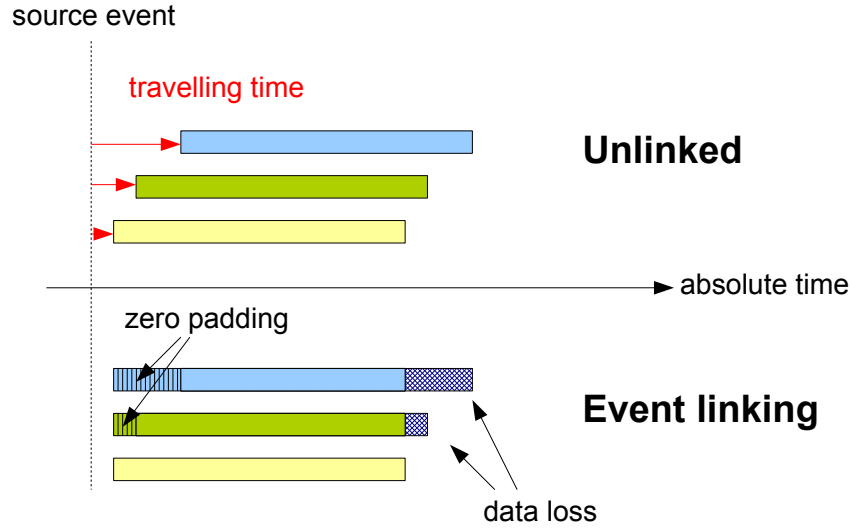 source event
travelling time
Unlinked
absolute time
zero padding
Event linking
data loss